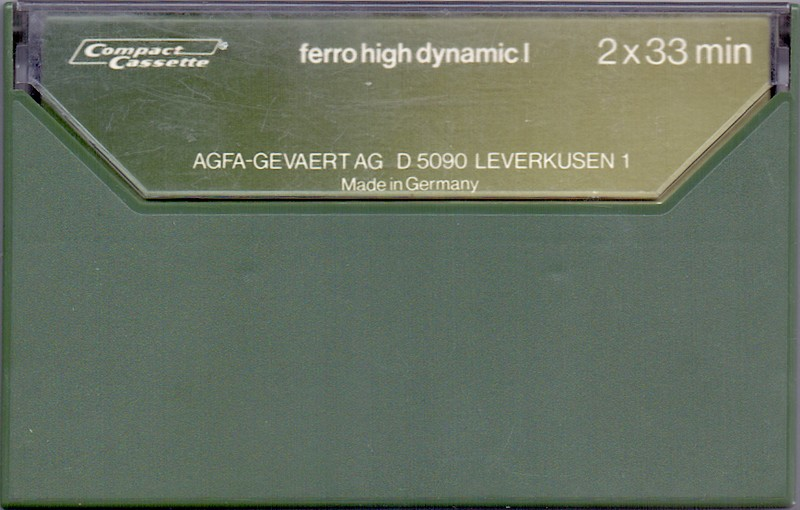 Compact Cassette
ferro high dynamic I
2 x 33 min
AGFA-GEVAERT AG D 5090 LEVERKUSEN 1
Made in Germany